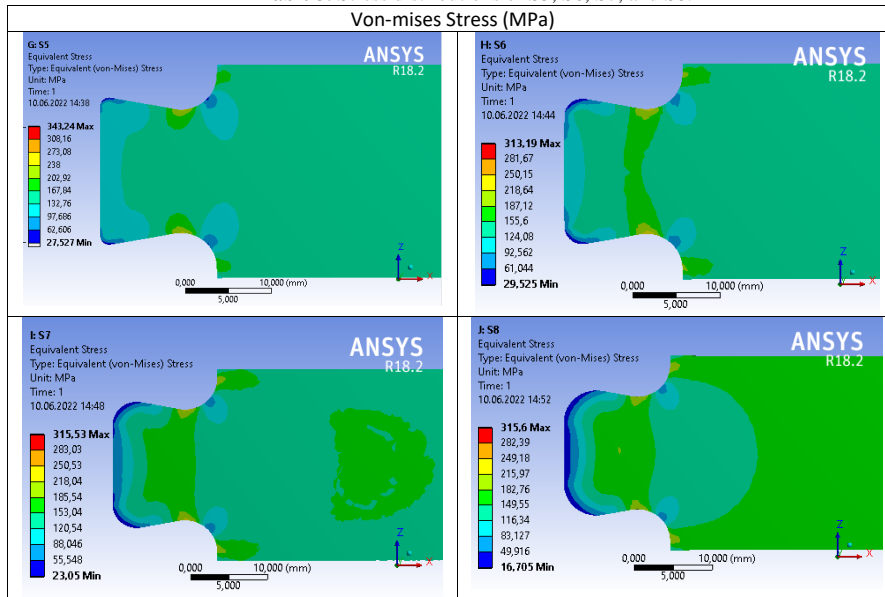 Von-mises Stress (MPa)
G: S5
Equivalent Stress
Type: Equivalent (von-Mises) Stress
Unit: MPa
Time: 1
10.06.2022 14:38
343,24 Max
308,16
273,08
238
202,92
167,84
132,76
97,686
62,606
27,527 Min
ANSYS
R18.2
Z
X
0,000
10,000 (mm)
5,000
H: S6
Equivalent Stress
Type: Equivalent (von-Mises) Stress
Unit: MPa
Time: 1
10.06.2022 14:44
313,19 Max
281,67
250,15
218,64
187,12
155,6
124,08
92,562
61,044
29,525 Min
ANSYS
R18.2
Z
X
0,000
10,000 (mm)
5,000
I: S7
Equivalent Stress
Type: Equivalent (von-Mises) Stress
Unit: MPa
Time: 1
10.06.2022 14:48
315,53 Max
283,03
250,53
218,04
185,54
153,04
120,54
88,046
55,548
23,05 Min
ANSYS
R18.2
Z
X
0,000
10,000 (mm)
5,000
J: S8
Equivalent Stress
Type: Equivalent (von-Mises) Stress
Unit: MPa
Time: 1
10.06.2022 14:52
315,6 Max
282,39
249,18
215,97
182,76
149,55
116,34
83,127
49,916
16,705 Min
ANSYS
R18.2
Z
X
0,000
10,000 (mm)
5,000